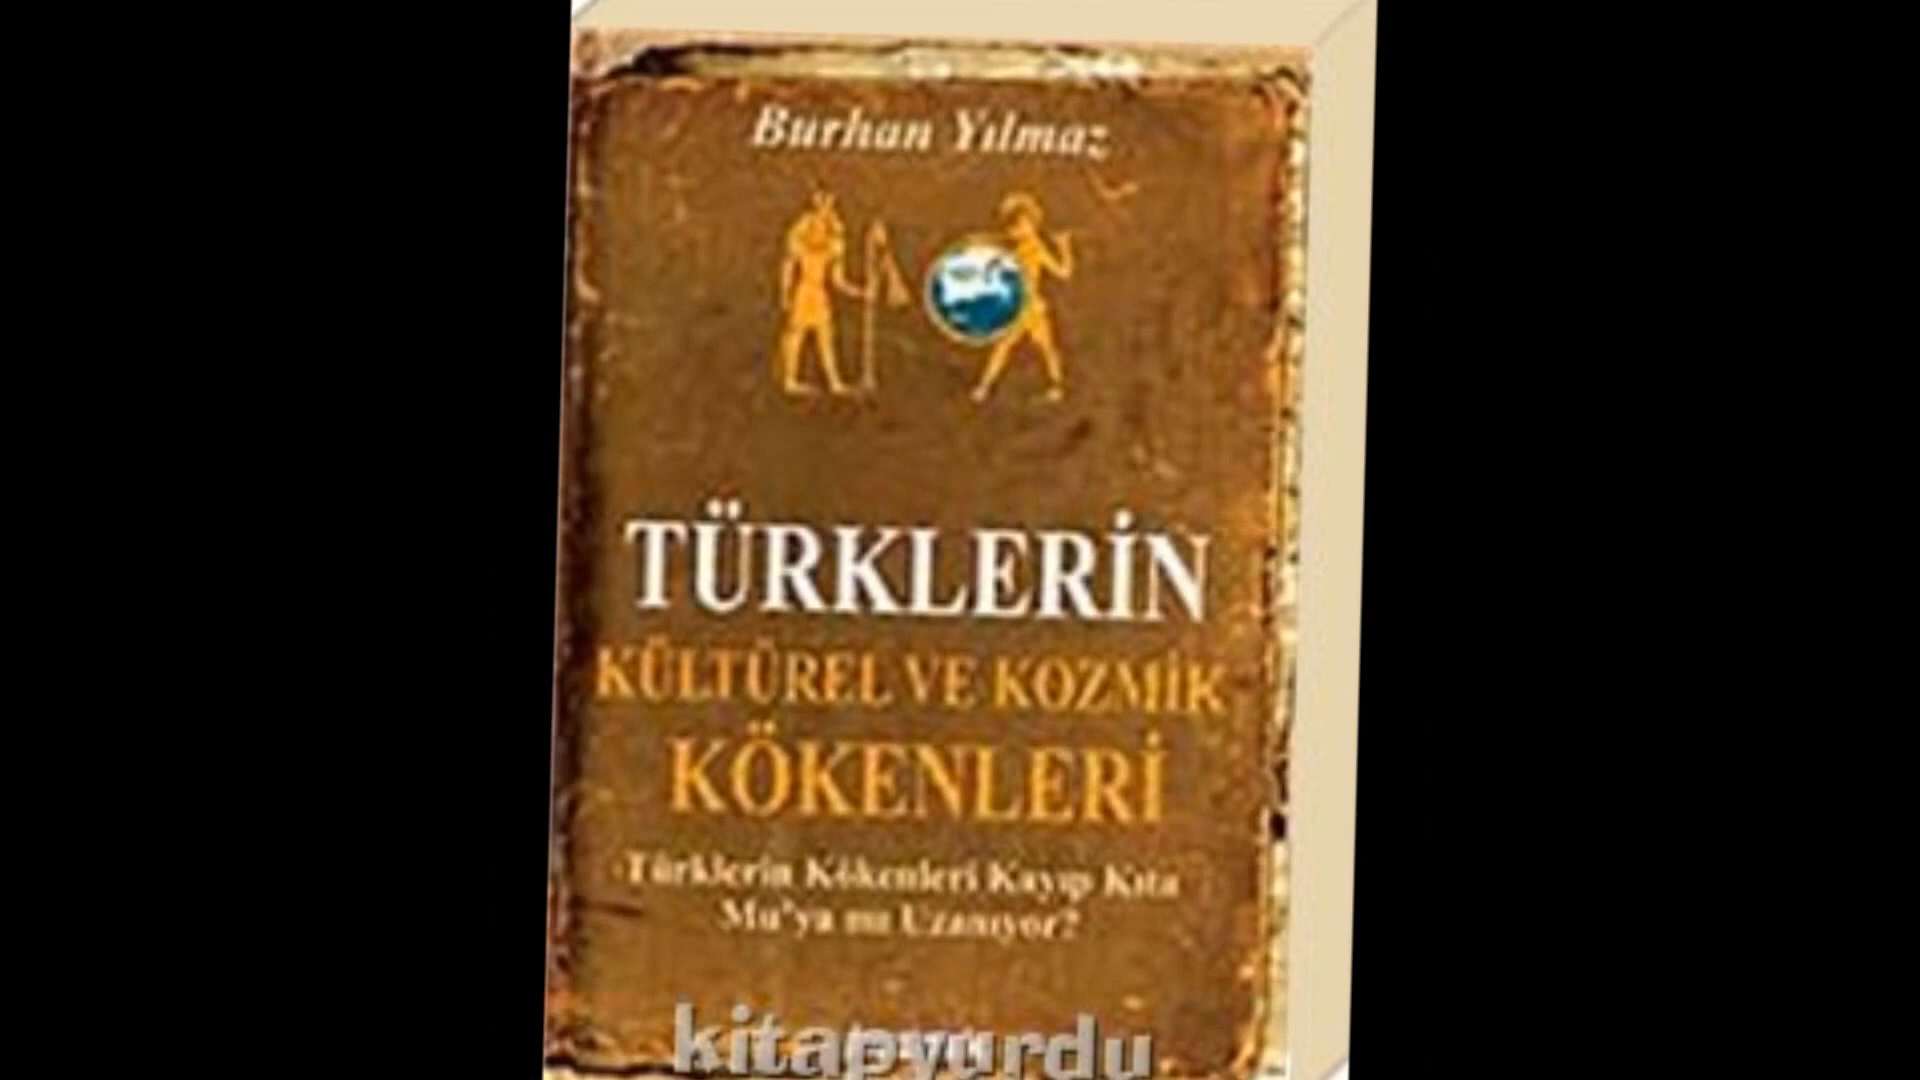 Burhan Yılmaz
TÜRKLERİN
KÜLTÜREL VE KOZMİK
KÖKENLERİ
Türklerin Kökenleri Kayıp Kıta
Mu'ya mı Uzanıyor?
kitapyurdu